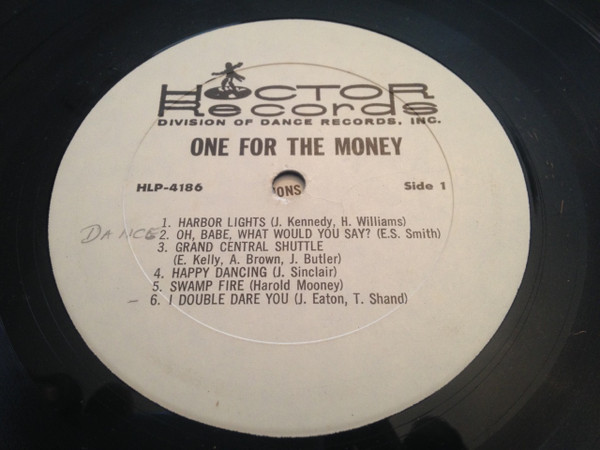 HOCTOR
Records
DIVISION OF DANCE RECORDS, INC.
ONE FOR THE MONEY
HLP-4186
IONS
Side 1
1. HARBOR LIGHTS (J. Kennedy, H. Williams)
DANCE 2. OH, BABE, WHAT WOULD YOU SAY? (E.S. Smith)
3. GRAND CENTRAL SHUTTLE
(E. Kelly, A. Brown, J. Butler)
4. HAPPY DANCING (J. Sinclair)
5. SWAMP FIRE (Harold Mooney)
- 6. I DOUBLE DARE YOU (J. Eaton, T. Shand)